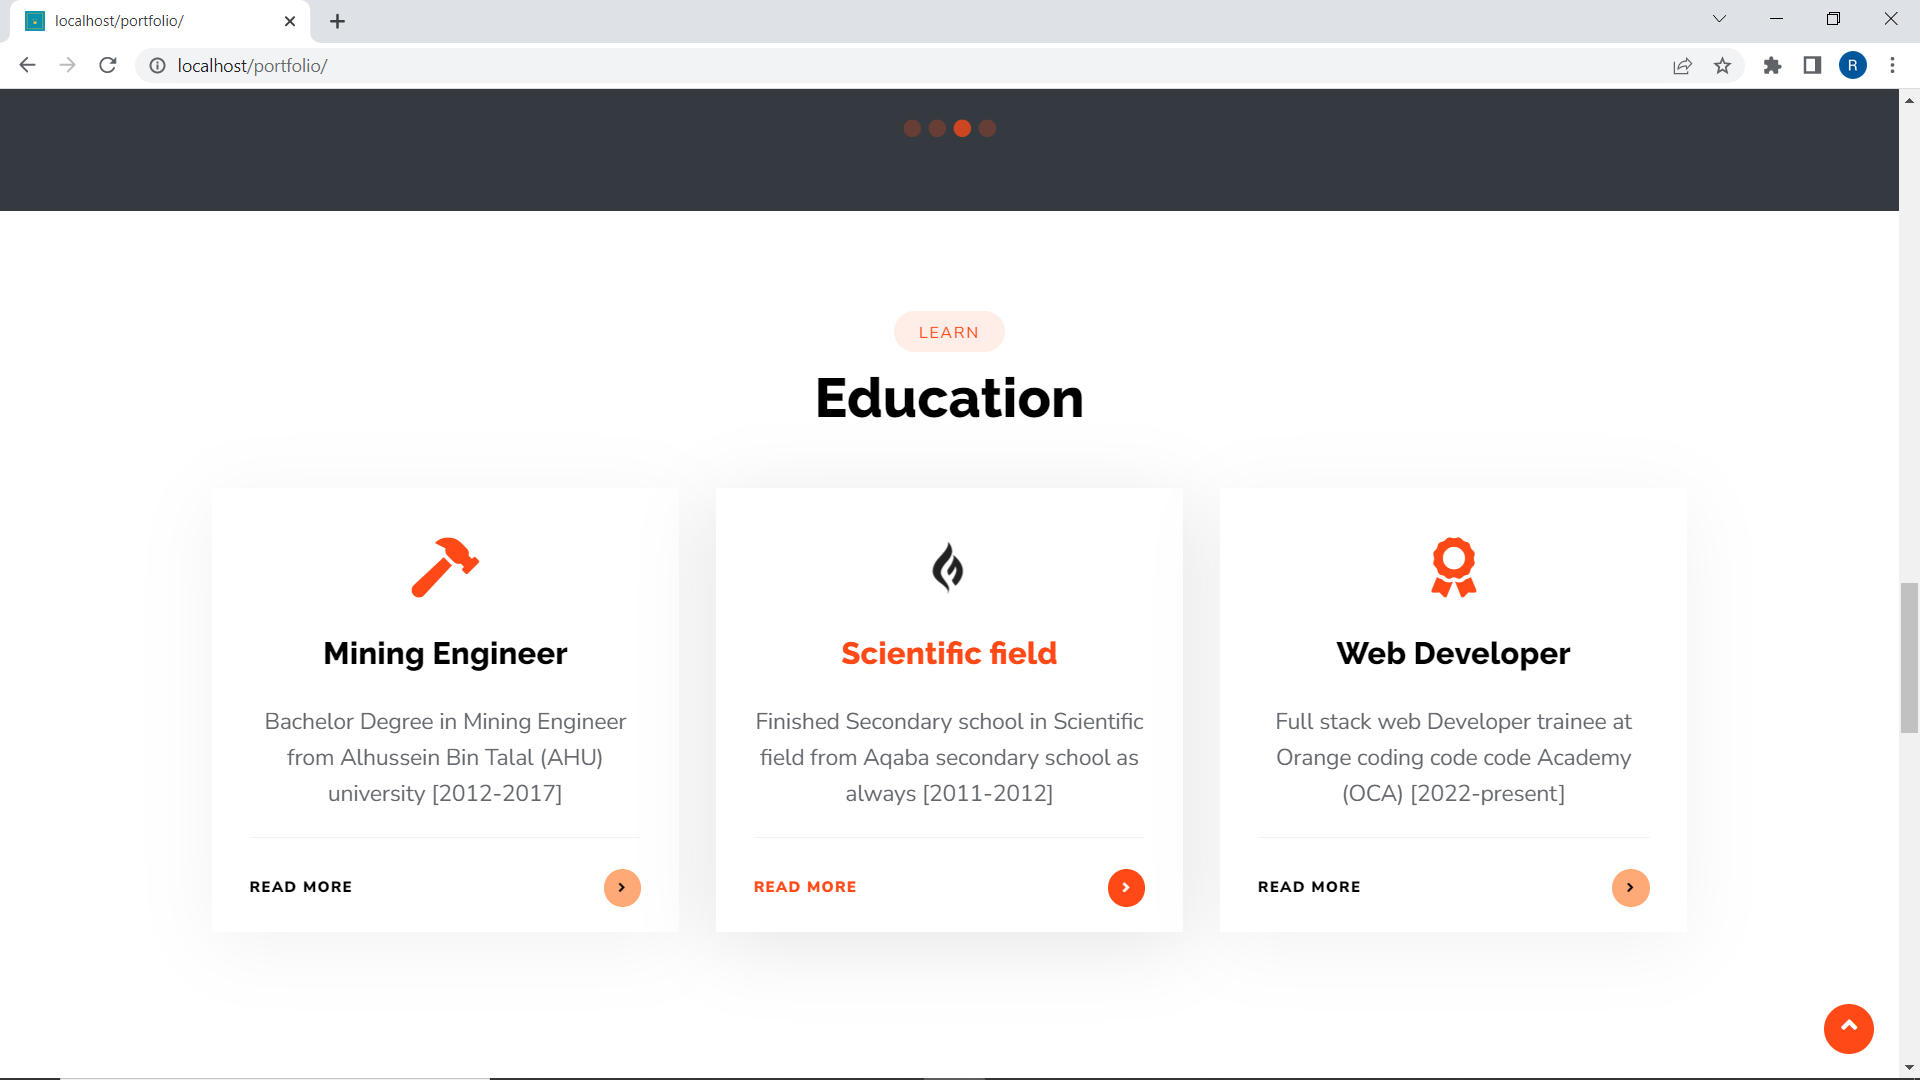 localhost/portfolio/
localhost/portfolio/
R
LEARN
Education
Mining Engineer
Bachelor Degree in Mining Engineer
from Alhussein Bin Talal (AHU)
university [2012-2017]
READ MORE
Scientific field
Finished Secondary school in Scientific
field from Aqaba secondary school as
always [2011-2012]
READ MORE
Web Developer
Full stack web Developer trainee at
Orange coding code code Academy
(OCA) [2022-present]
READ MORE